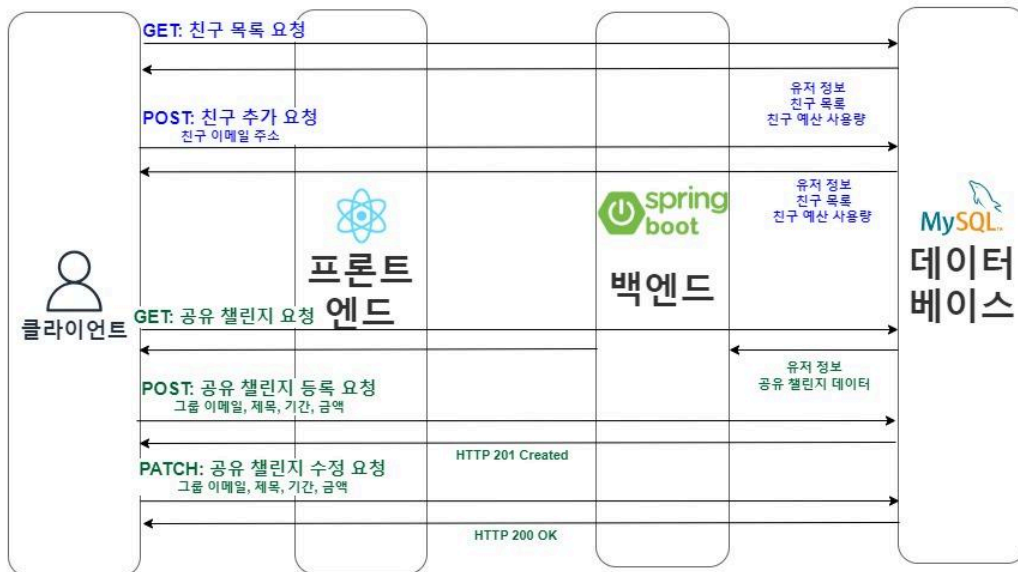 GET: 친구 목록 요청
유저 정보
친구 목록
친구 예산 사용량
POST: 친구 추가 요청
친구 이메일 주소
유저 정보
친구 목록
친구 예산 사용량
spring
boot
MySQL
프론트
엔드
백엔드
데이터
베이스
클라이언트
GET: 공유 챌린지 요청
유저 정보
공유 챌린지 데이터
POST: 공유 챌린지 등록 요청
그룹 이메일, 제목, 기간, 금액
HTTP 201 Created
PATCH: 공유 챌린지 수정 요청
그룹 이메일, 제목, 기간, 금액
HTTP 200 OK